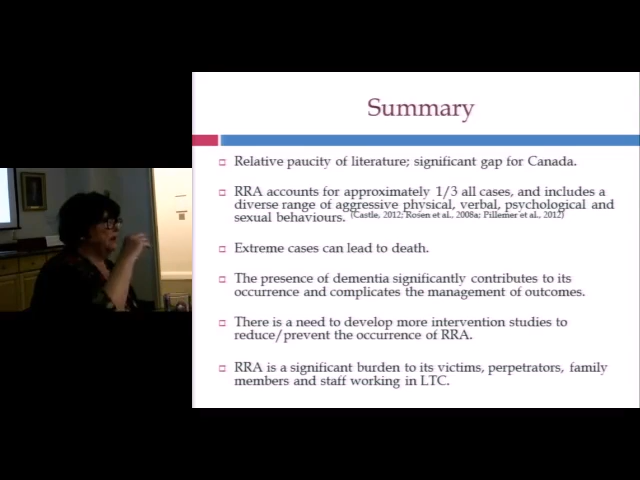 Summary
Relative paucity of literature; significant gap for Canada.
RRA accounts for approximately 1/3 all cases, and includes a
diverse range of aggressive physical, verbal, psychological and
sexual behaviours. (Castle, 2012; Rosen et al., 2008a; Pillemer et al., 2012)
Extreme cases can lead to death.
The presence of dementia significantly contributes to its
occurrence and complicates the management of outcomes.
There is a need to develop more intervention studies to
reduce/prevent the occurrence of RRA.
RRA is a significant burden to its victims, perpetrators, family
members and staff working in LTC.